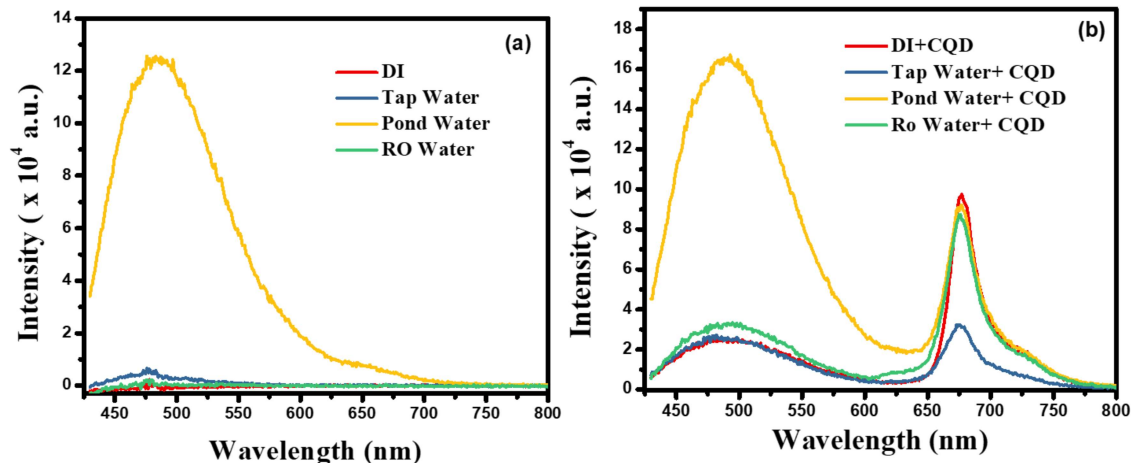 (a)
DI
Tap Water
Pond Water
RO Water
Intensity ( x 10⁴ a.u.)
14
12
10
8
6
4
2
0
450 500 550 600 650 700 750 800
Wavelength (nm)
(b)
DI+CQD
Tap Water+ CQD
Pond Water+ CQD
Ro Water+ CQD
Intensity ( x 10⁴ a.u.)
18
16
14
12
10
8
6
4
2
0
450 500 550 600 650 700 750 800
Wavelength (nm)